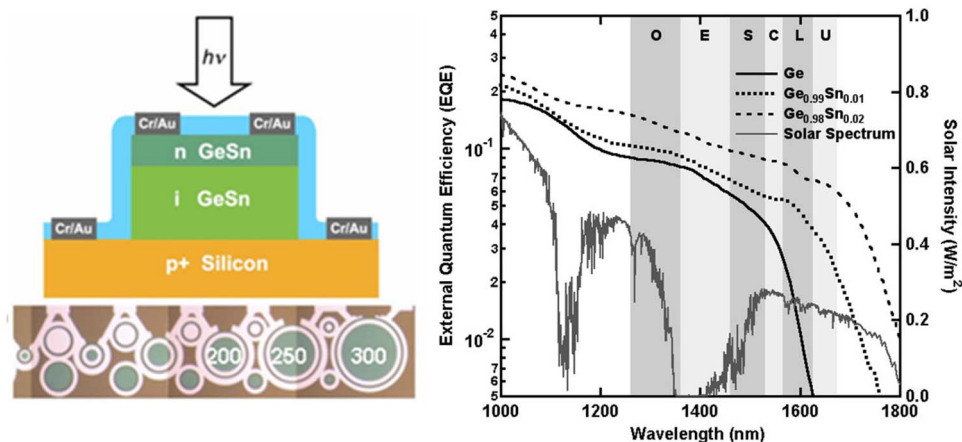 hν
Cr/Au Cr/Au
n GeSn
i GeSn
Cr/Au Cr/Au
p+ Silicon
200 250 300
External Quantum Efficiency (EQE)
5
4
3
2
10⁻¹
8
6
5
4
3
2
10⁻²
8
6
5
O E S C L U
Ge
Ge0.99Sn0.01
Ge0.98Sn0.02
Solar Spectrum
1.0
0.8
0.6
0.4
0.2
0.0
Solar Intensity (W/m²)
1000 1200 1400 1600 1800
Wavelength (nm)